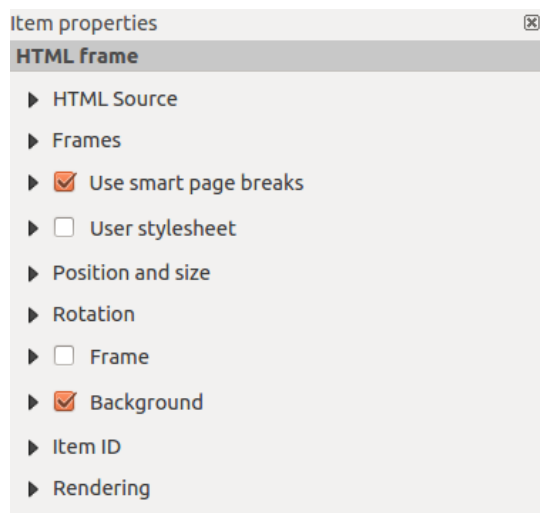 Item properties
HTML frame
HTML Source
Frames
Use smart page breaks
User stylesheet
Position and size
Rotation
Frame
Background
Item ID
Rendering